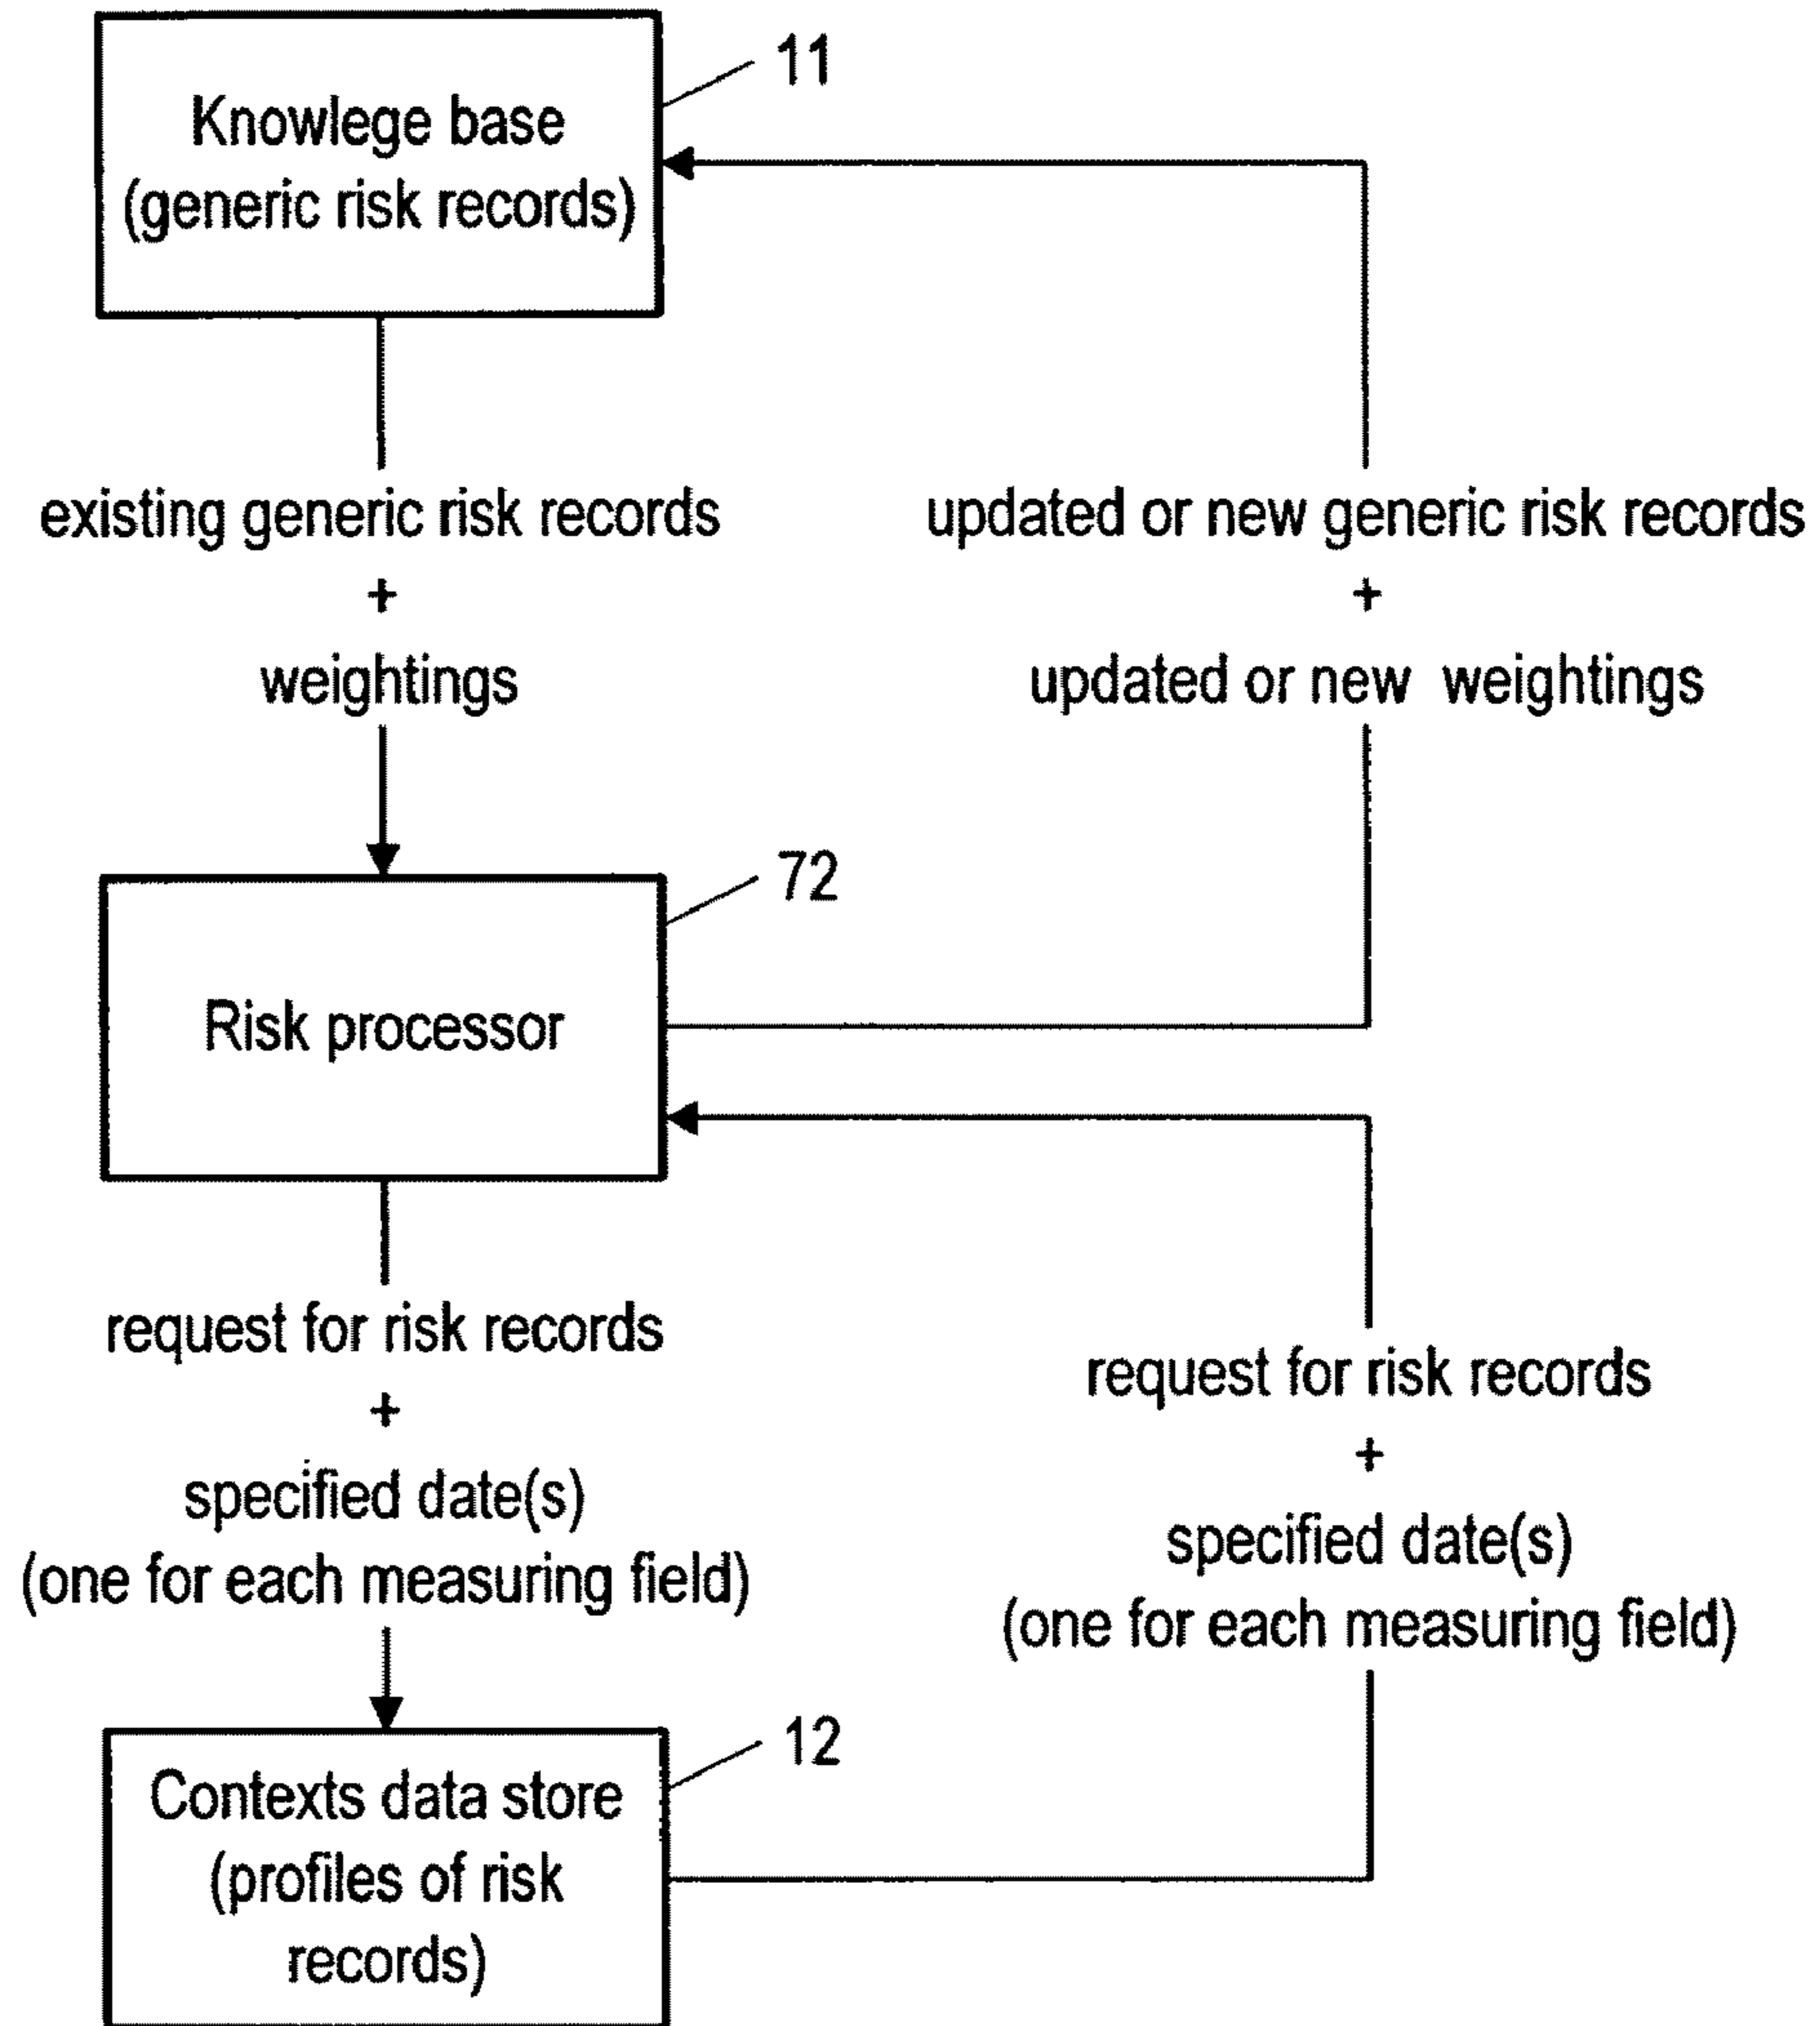 11
Knowlege base
(generic risk records)
existing generic risk records
+
weightings
updated or new generic risk records
+
updated or new weightings
72
Risk processor
request for risk records
+
specified date(s)
(one for each measuring field)
request for risk records
+
specified date(s)
(one for each measuring field)
12
Contexts data store
(profiles of risk
records)